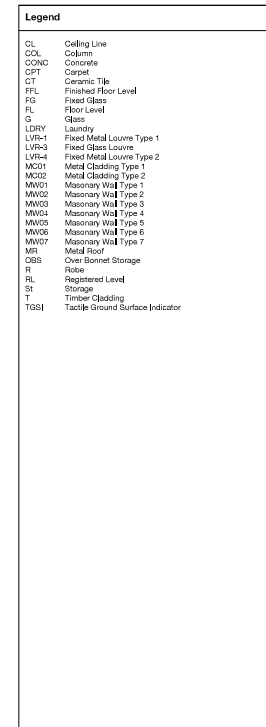 Legend
CL Ceiling Line
COL Column
CONC Concrete
CPT Carpet
CT Ceramic Tile
FFL Finished Floor Level
FG Fixed Glass
FL Floor Level
G Glass
LDRY Laundry
LVR-1 Fixed Metal Louvre Type 1
LVR-3 Fixed Glass Louvre
LVR-4 Fixed Metal Louvre Type 2
MC01 Metal Cladding Type 1
MC02 Metal Cladding Type 2
MW01 Masonary Wall Type 1
MW02 Masonary Wall Type 2
MW03 Masonary Wall Type 3
MW04 Masonary Wall Type 4
MW05 Masonary Wall Type 5
MW06 Masonary Wall Type 6
MW07 Masonary Wall Type 7
MR Metal Roof
OBS Over Bonnet Storage
R Robe
RL Registered Level
St Storage
T Timber Cladding
TGSI Tactile Ground Surface Indicator